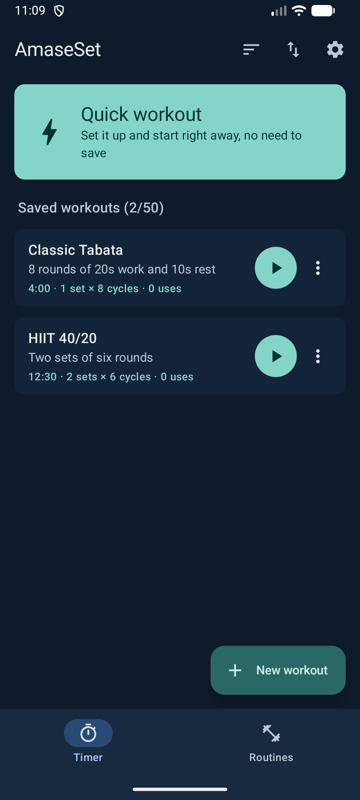 11:09
AmaseSet
Quick workout
Set it up and start right away, no need to
save
Saved workouts (2/50)
Classic Tabata
8 rounds of 20s work and 10s rest
4:00 · 1 set × 8 cycles · 0 uses
HIIT 40/20
Two sets of six rounds
12:30 · 2 sets × 6 cycles · 0 uses
New workout
Timer
Routines